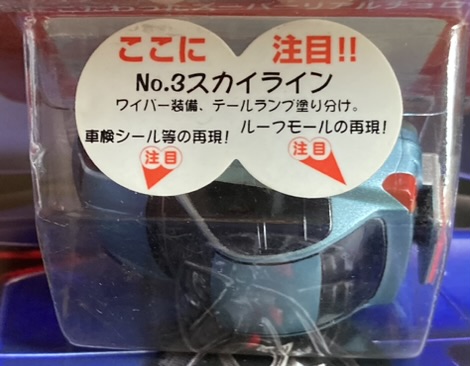 ここに 注目!!
No.3スカイライン
ワイパー装備、テールランプ塗り分け。
車検シール等の再現!
ルーフモールの再現!
注目
注目